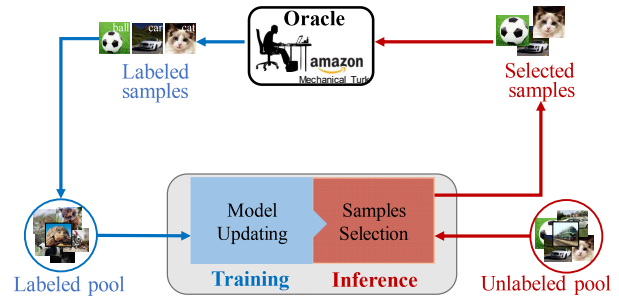 Oracle
ball
car
cat
amazon
Mechanical Turk
Labeled
samples
Selected
samples
Model
Updating
Samples
Selection
Training
Inference
Labeled pool
Unlabeled pool